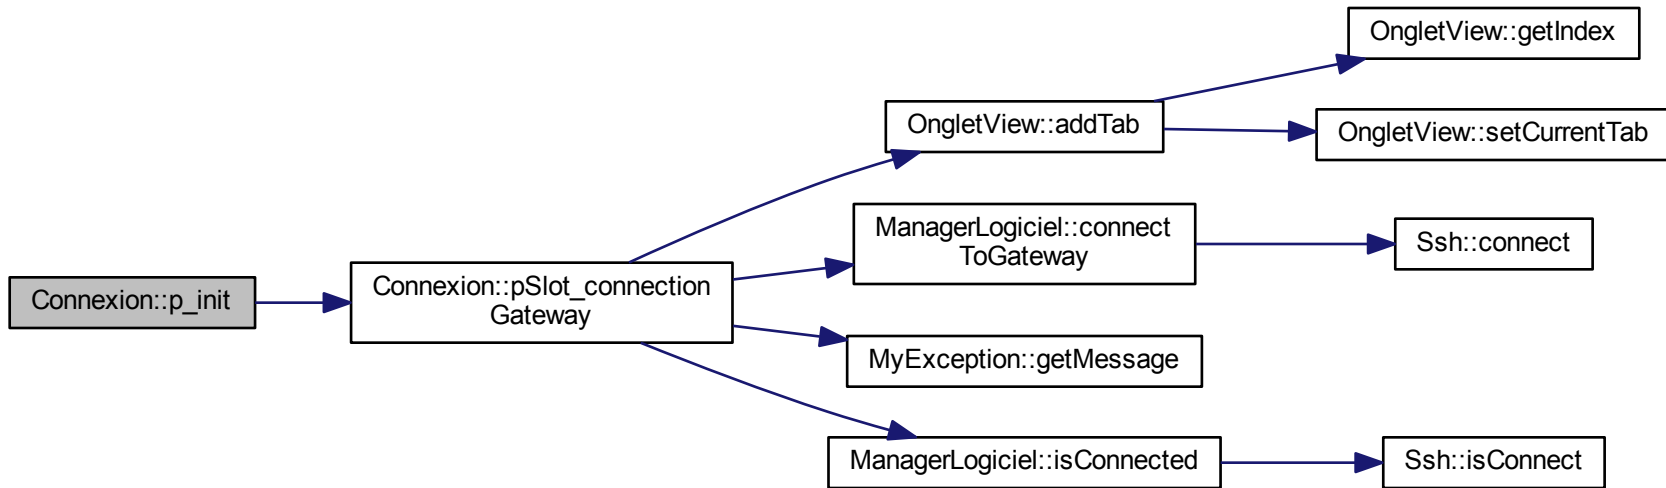 OngletView::getIndex
OngletView::addTab
OngletView::setCurrentTab
ManagerLogiciel::connect
ToGateway
Ssh::connect
Connexion::p_init
Connexion::pSlot_connection
Gateway
MyException::getMessage
ManagerLogiciel::isConnected
Ssh::isConnect